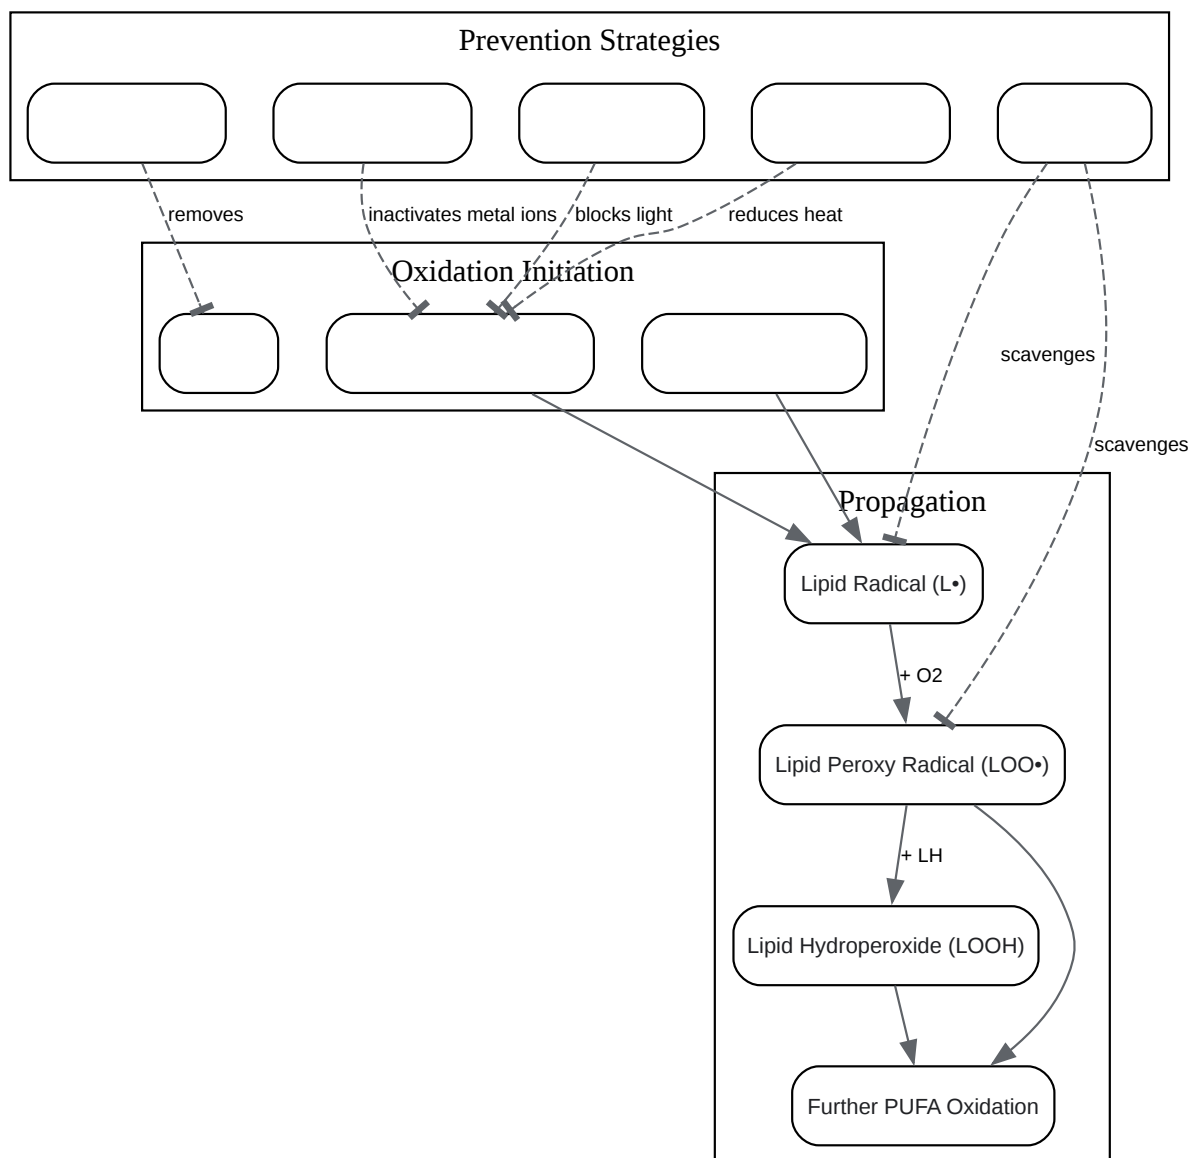 Prevention Strategies
removes
inactivates metal ions
blocks light
reduces heat
Oxidation Initiation
scavenges
scavenges
Propagation
Lipid Radical (L•)
+ O2
Lipid Peroxy Radical (LOO•)
+ LH
Lipid Hydroperoxide (LOOH)
Further PUFA Oxidation